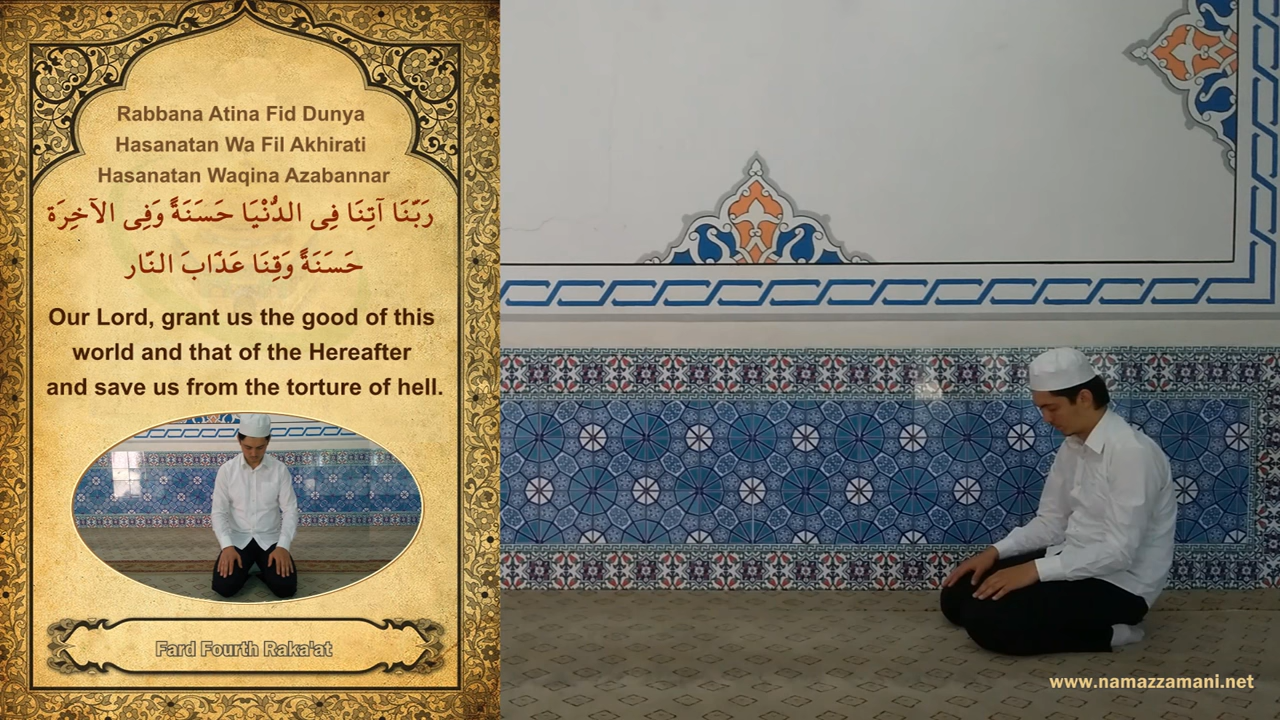 Rabbana Atina Fid Dunya
Hasanatan Wa Fil Akhirati
Hasanatan Waqina Azabannar
رَبَّنَا آتِنَا فِى الدُّنْيَا حَسَنَةً وَفِى الآخِرَة
حَسَنَةً وَقِنَا عَذَابَ النَّار
Our Lord, grant us the good of this
world and that of the Hereafter
and save us from the torture of hell.
Fard Fourth Raka'at
www.namazzamani.net